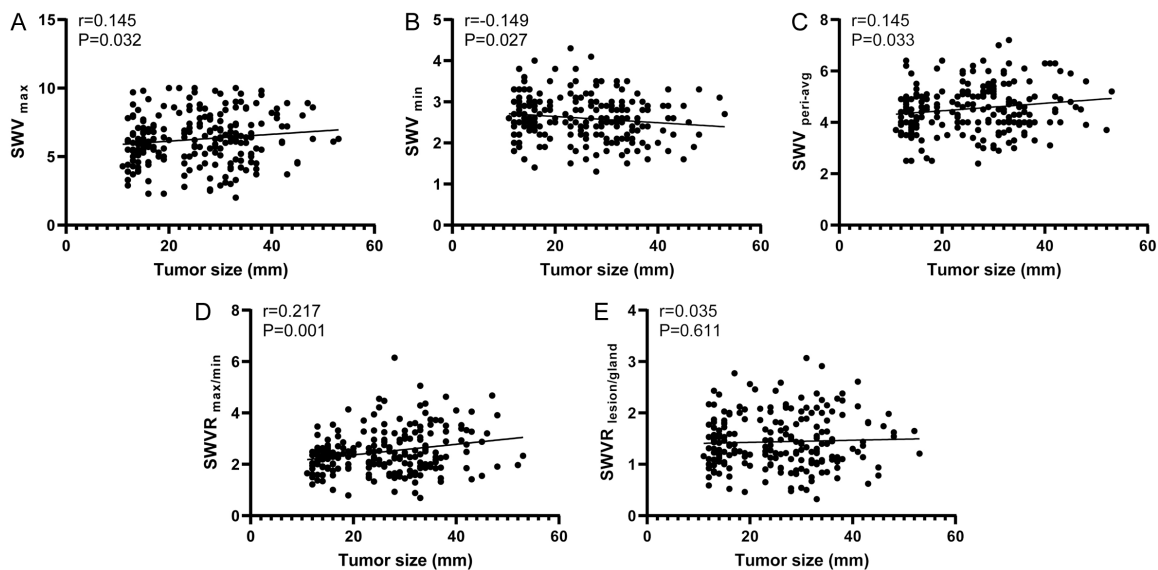 A
r=0.145
P=0.032
15
10
5
0
SWV max
0 20 40 60
Tumor size (mm)
B
r=-0.149
P=0.027
5
4
3
2
1
0
SWV min
0 20 40 60
Tumor size (mm)
C
r=0.145
P=0.033
8
6
4
2
0
SWV peri-avg
0 20 40 60
Tumor size (mm)
D
r=0.217
P=0.001
8
6
4
2
0
SWVR max/min
0 20 40 60
Tumor size (mm)
E
r=0.035
P=0.611
4
3
2
1
0
SWVR lesion/gland
0 20 40 60
Tumor size (mm)